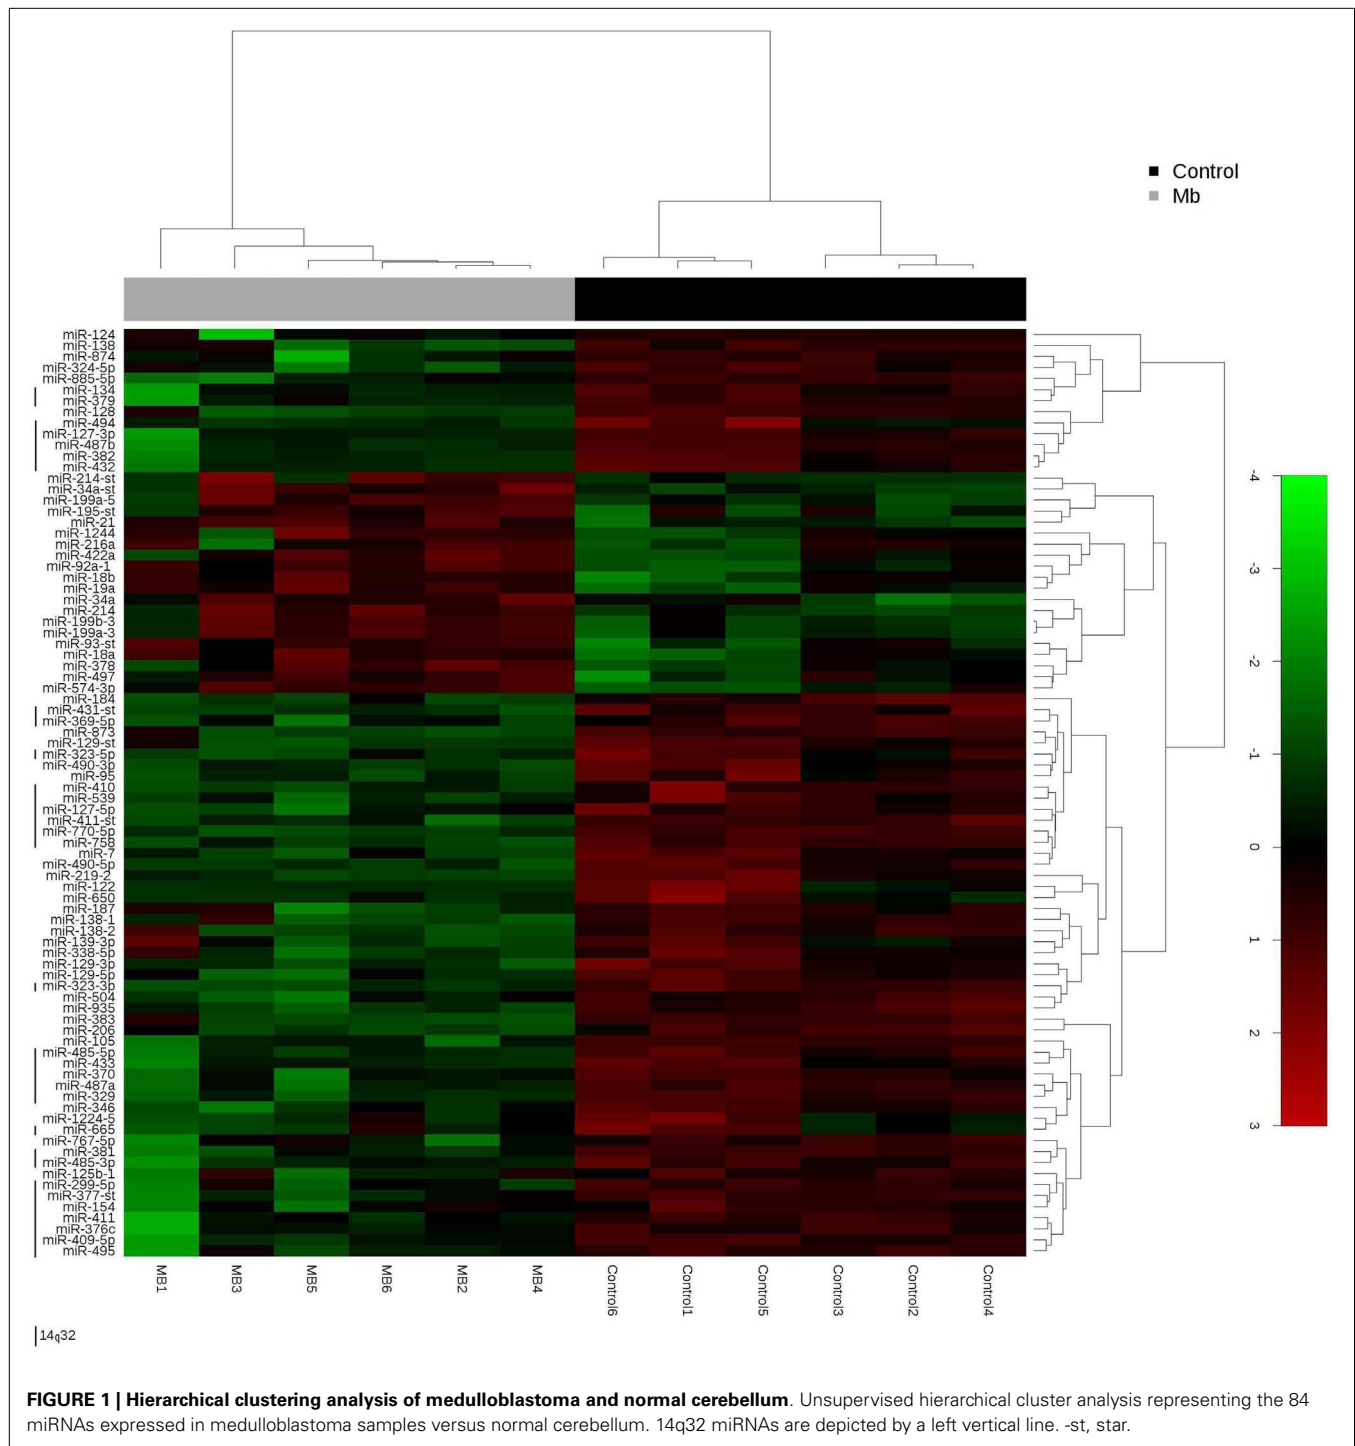 Control
Mb
miR-124
miR-138
miR-874
miR-324-5p
miR-885-5p
miR-134
miR-379
miR-128
miR-494
miR-127-3p
miR-487b
miR-382
miR-432
miR-214-st
miR-34a-st
miR-199a-5
miR-195-st
miR-21
miR-1244
miR-216a
miR-422a
miR-92a-1
miR-18b
miR-19a
miR-34a
miR-214
miR-199b-3
miR-199a-3
miR-93-st
miR-18a
miR-378
miR-497
miR-574-3p
miR-184
miR-431-st
miR-369-5p
miR-873
miR-129-st
miR-323-5p
miR-490-3p
miR-95
miR-410
miR-539
miR-127-5p
miR-411-st
miR-770-5p
miR-758
miR-7
miR-490-5p
miR-219-2
miR-122
miR-650
miR-187
miR-138-1
miR-138-2
miR-139-3p
miR-338-5p
miR-129-3p
miR-129-5p
miR-323-3p
miR-504
miR-935
miR-383
miR-206
miR-105
miR-485-5p
miR-433
miR-370
miR-487a
miR-329
miR-346
miR-1224-5
miR-665
miR-767-5p
miR-381
miR-485-3p
miR-125b-1
miR-299-5p
miR-377-st
miR-154
miR-411
miR-376c
miR-409-5p
miR-495
-4
-3
-2
-1
0
1
2
3
MB1
MB3
MB5
MB6
MB2
MB4
Control6
Control1
Control5
Control3
Control2
Control4
14q32
FIGURE 1 | Hierarchical clustering analysis of medulloblastoma and normal cerebellum. Unsupervised hierarchical cluster analysis representing the 84
miRNAs expressed in medulloblastoma samples versus normal cerebellum. 14q32 miRNAs are depicted by a left vertical line. -st, star.